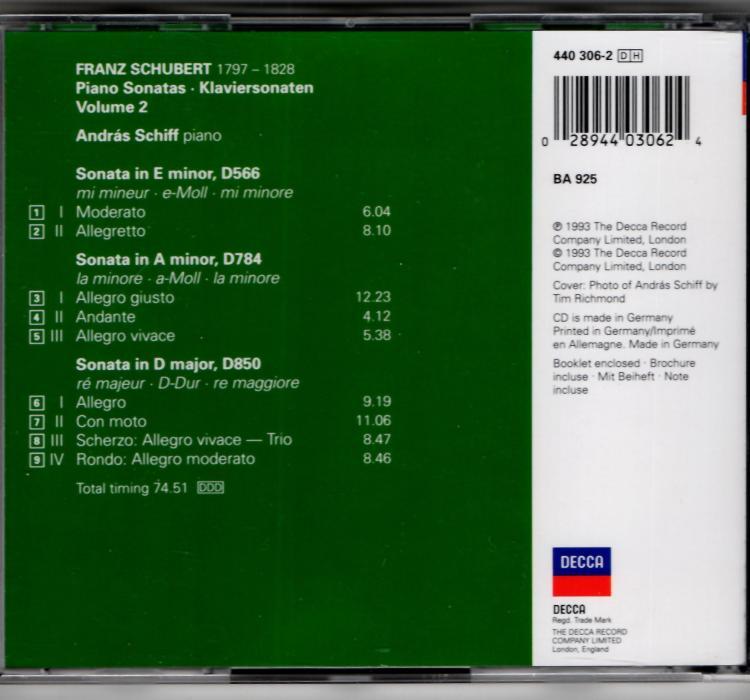 FRANZ SCHUBERT 1797 – 1828
Piano Sonatas · Klaviersonaten
Volume 2
András Schiff piano
Sonata in E minor, D566
mi mineur · e-Moll · mi minore
1 I Moderato 6.04
2 II Allegretto 8.10
Sonata in A minor, D784
la minore · a-Moll · la minore
3 I Allegro giusto 12.23
4 II Andante 4.12
5 III Allegro vivace 5.38
Sonata in D major, D850
ré majeur · D-Dur · re maggiore
6 I Allegro 9.19
7 II Con moto 11.06
8 III Scherzo: Allegro vivace — Trio 8.47
9 IV Rondo: Allegro moderato 8.46
Total timing 74.51 DDD
440 306-2 DH
0 28944 03062 4
BA 925
℗ 1993 The Decca Record
Company Limited, London
© 1993 The Decca Record
Company Limited, London
Cover: Photo of András Schiff by
Tim Richmond
CD is made in Germany
Printed in Germany/Imprimé
en Allemagne. Made in Germany
Booklet enclosed · Brochure
incluse · Mit Beiheft · Note
incluse
DECCA
DECCA
Regd. Trade Mark
THE DECCA RECORD
COMPANY LIMITED
London, England